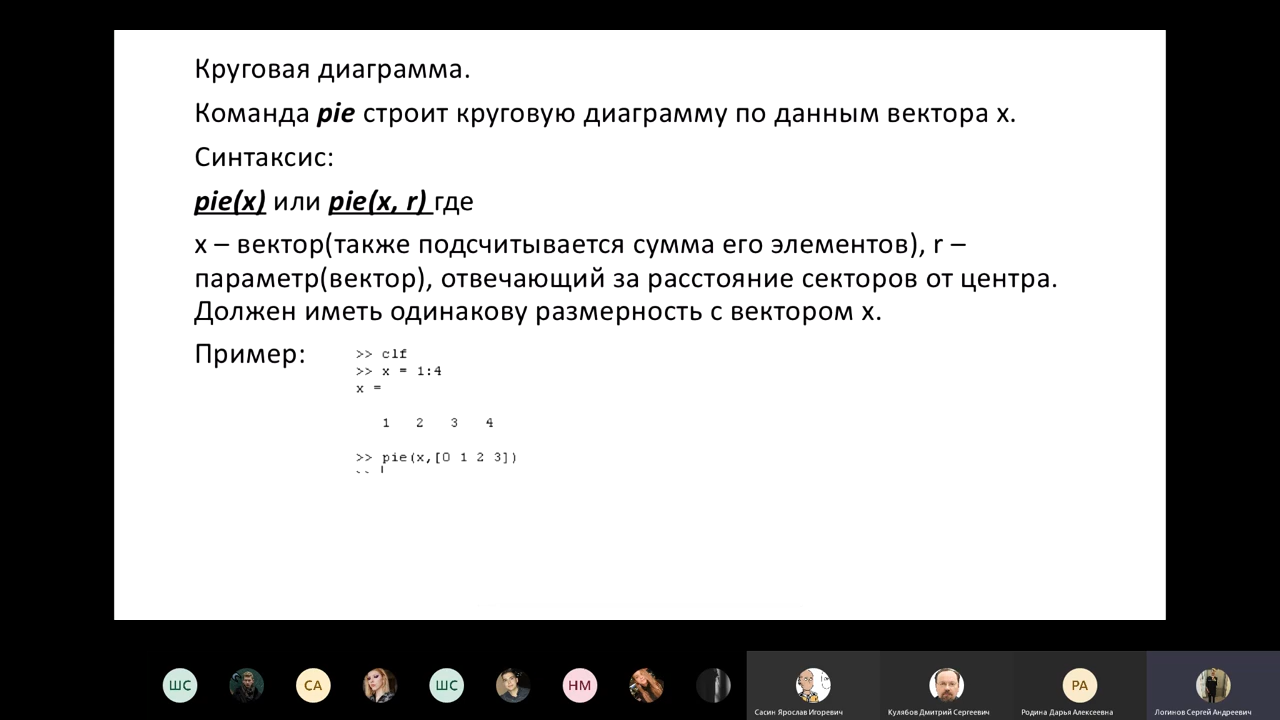 Круговая диаграмма.
Команда pie строит круговую диаграмму по данным вектора x.
Синтаксис:
pie(x) или pie(x, r) где
x – вектор(также подсчитывается сумма его элементов), r –
параметр(вектор), отвечающий за расстояние секторов от центра.
Должен иметь одинакову размерность с вектором x.
Пример:
>> clf
>> x = 1:4
x =
1 2 3 4
>> pie(x,[0 1 2 3])
>>
ШС СА ШС НМ РА
Сасин Ярослав Игоревич Кулябов Дмитрий Сергеевич Родина Дарья Алексеевна Логинов Сергей Андреевич